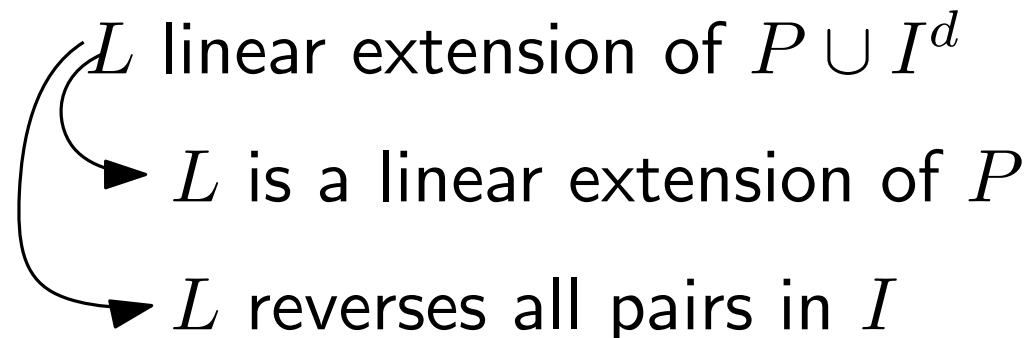 L linear extension of P ∪ I^d
L is a linear extension of P
L reverses all pairs in I